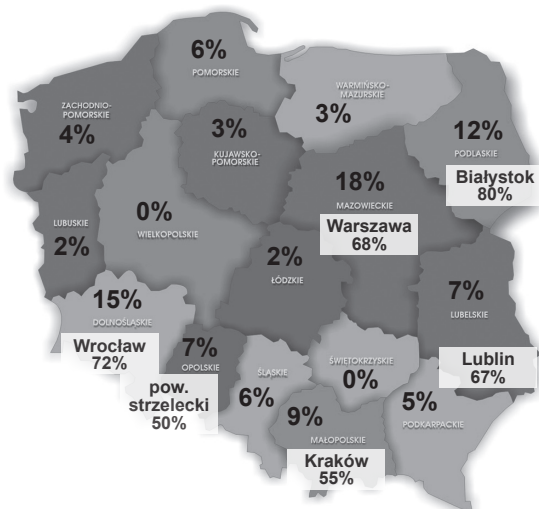 6%
POMORSKIE
WARMIŃSKO-
MAZURSKIE
3%
ZACHODNIO-
POMORSKIE
4%
3%
KUJAWSKO-
POMORSKIE
12%
PODLASKIE
Białystok
80%
18%
MAZOWIECKIE
Warszawa
68%
0%
WIELKOPOLSKIE
LUBUSKIE
2%
2%
ŁÓDZKIE
7%
LUBELSKIE
Lublin
67%
15%
DOLNOŚLĄSKIE
Wrocław
72%
7%
OPOLSKIE
pow.
strzelecki
50%
ŚLĄSKIE
6%
ŚWIĘTOKRZYSKIE
0%
9%
MAŁOPOLSKIE
Kraków
55%
5%
PODKARPACKIE